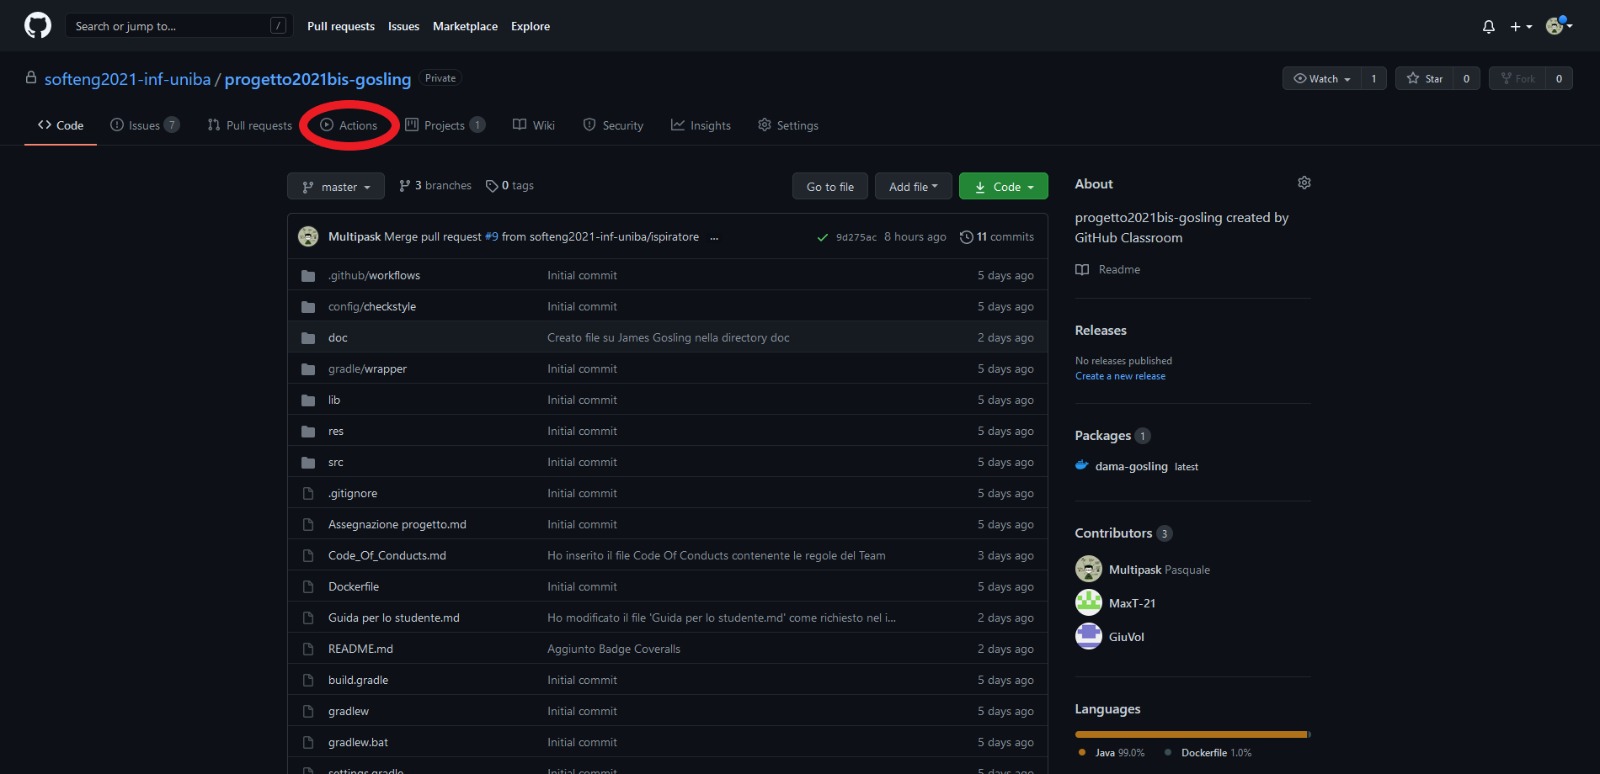 Search or jump to... /
Pull requests Issues Marketplace Explore
softeng2021-inf-uniba / progetto2021bis-gosling Private
Watch 1 Star 0 Fork 0
Code Issues 7 Pull requests Actions Projects 1 Wiki Security Insights Settings
master 3 branches 0 tags Go to file Add file Code
Multipask Merge pull request #9 from softeng2021-inf-uniba/ispiratore ... 9d275ac 8 hours ago 11 commits
.github/workflows Initial commit 5 days ago
config/checkstyle Initial commit 5 days ago
doc Creato file su James Gosling nella directory doc 2 days ago
gradle/wrapper Initial commit 5 days ago
lib Initial commit 5 days ago
res Initial commit 5 days ago
src Initial commit 5 days ago
.gitignore Initial commit 5 days ago
Assegnazione progetto.md Initial commit 5 days ago
Code_Of_Conducts.md Ho inserito il file Code Of Conducts contenente le regole del Team 3 days ago
Dockerfile Initial commit 5 days ago
Guida per lo studente.md Ho modificato il file 'Guida per lo studente.md' come richiesto nel i... 2 days ago
README.md Aggiunto Badge Coveralls 2 days ago
build.gradle Initial commit 5 days ago
gradlew Initial commit 5 days ago
gradlew.bat Initial commit 5 days ago
settings.gradle Initial commit 5 days ago
About
progetto2021bis-gosling created by
GitHub Classroom
Readme
Releases
No releases published
Create a new release
Packages 1
dama-gosling latest
Contributors 3
Multipask Pasquale
MaxT-21
GiuVol
Languages
Java 99.0% Dockerfile 1.0%